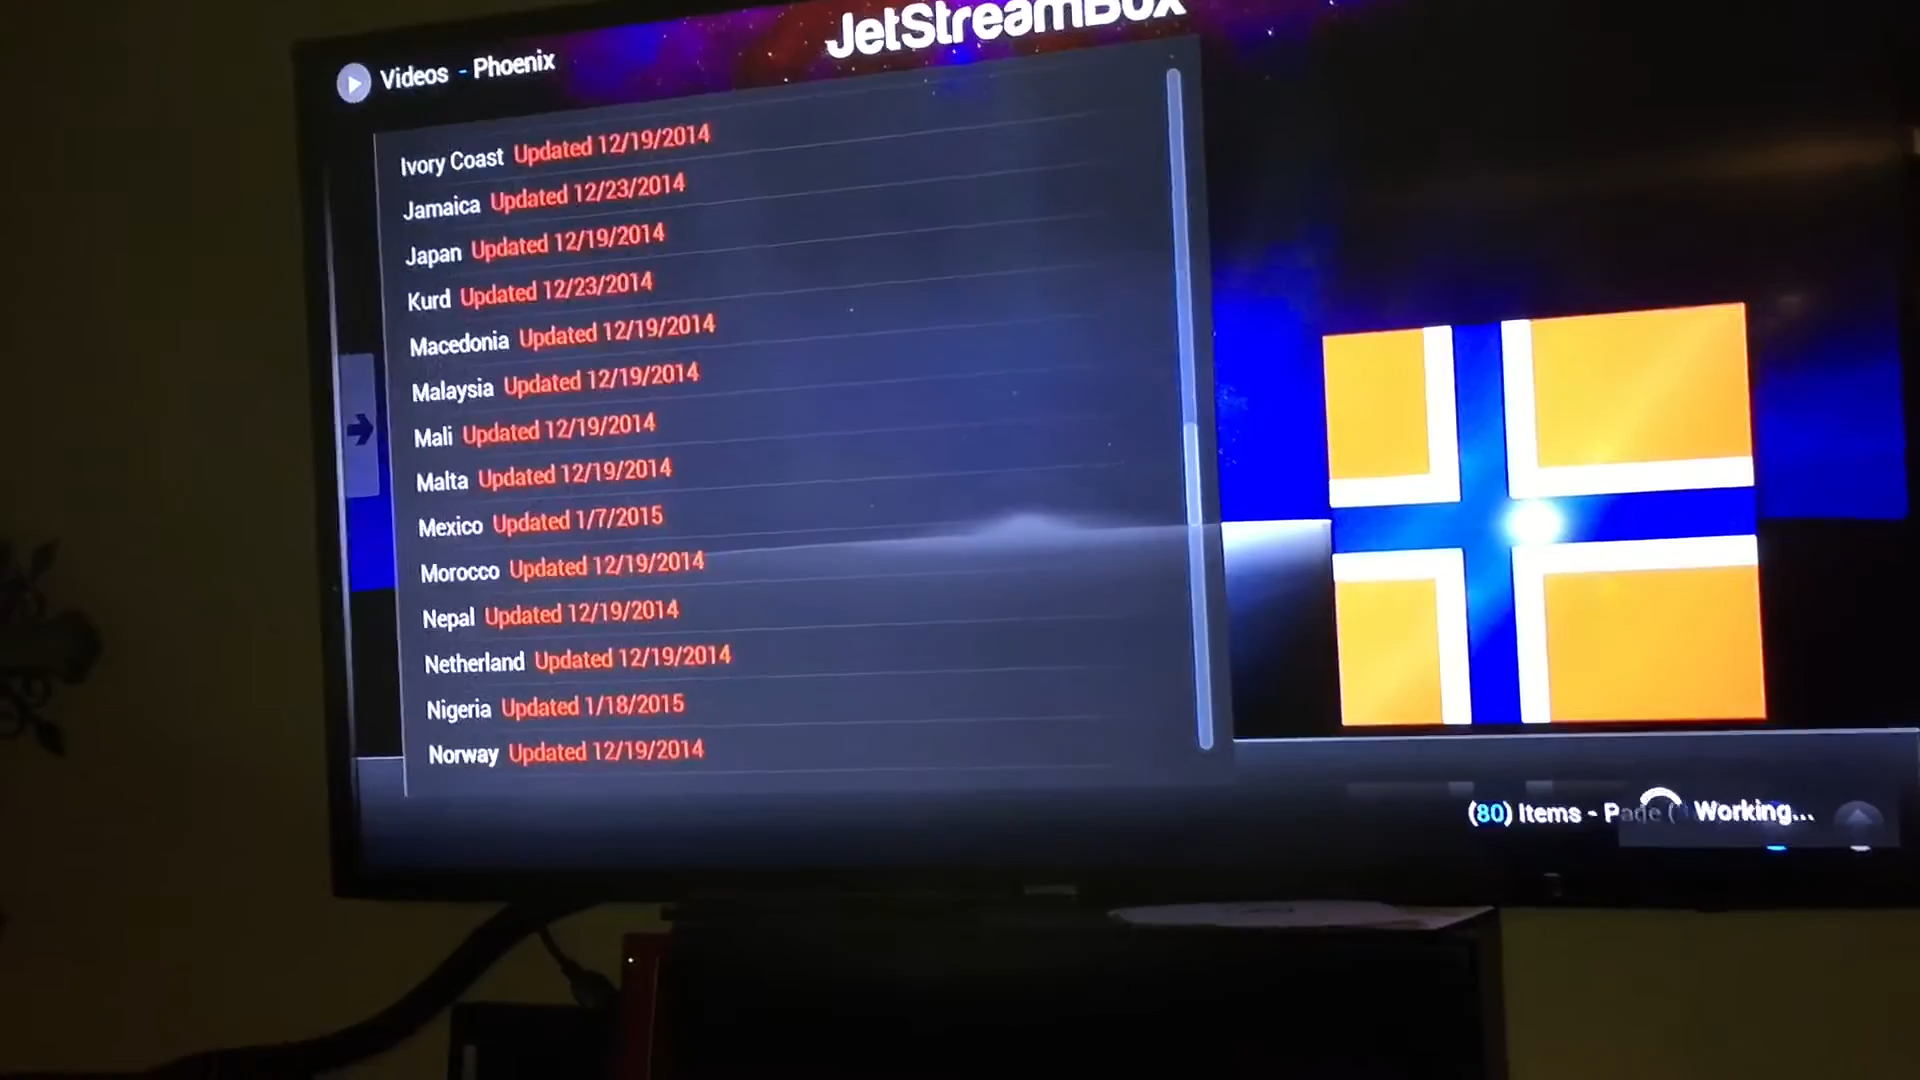 JetStreamBox
Videos - Phoenix
Ivory Coast Updated 12/19/2014
Jamaica Updated 12/23/2014
Japan Updated 12/19/2014
Kurd Updated 12/23/2014
Macedonia Updated 12/19/2014
Malaysia Updated 12/19/2014
Mali Updated 12/19/2014
Malta Updated 12/19/2014
Mexico Updated 1/7/2015
Morocco Updated 12/19/2014
Nepal Updated 12/19/2014
Netherland Updated 12/19/2014
Nigeria Updated 1/18/2015
Norway Updated 12/19/2014
(80) Items - Page ( Working...